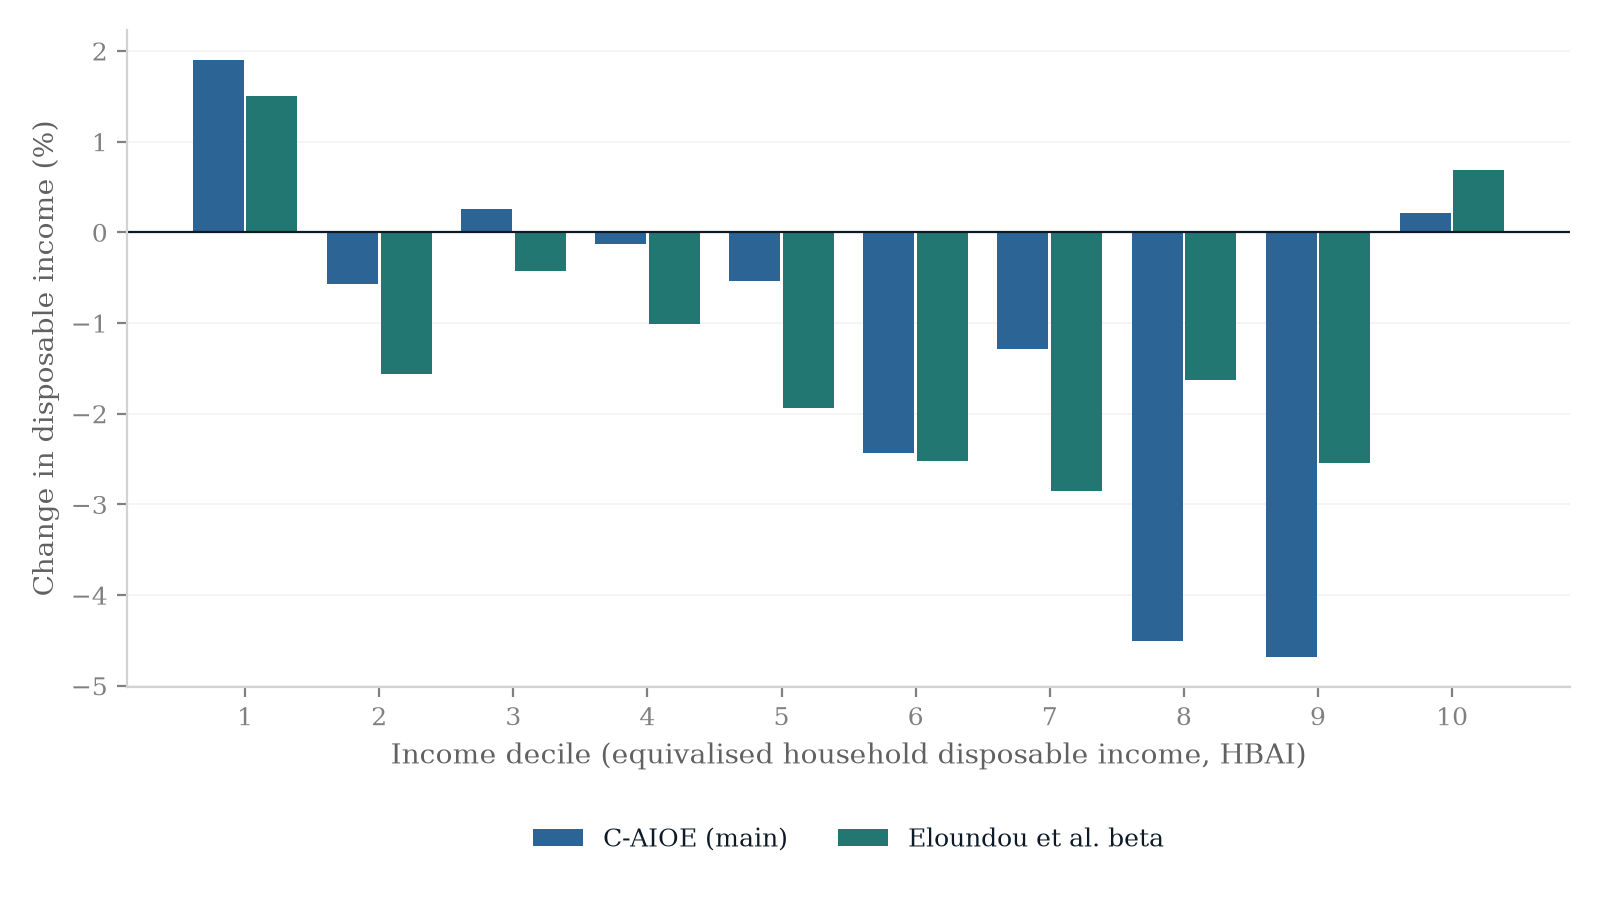 Change in disposable income (%)
2
1
0
−1
−2
−3
−4
−5
1 2 3 4 5 6 7 8 9 10
Income decile (equivalised household disposable income, HBAI)
C-AIOE (main) Eloundou et al. beta